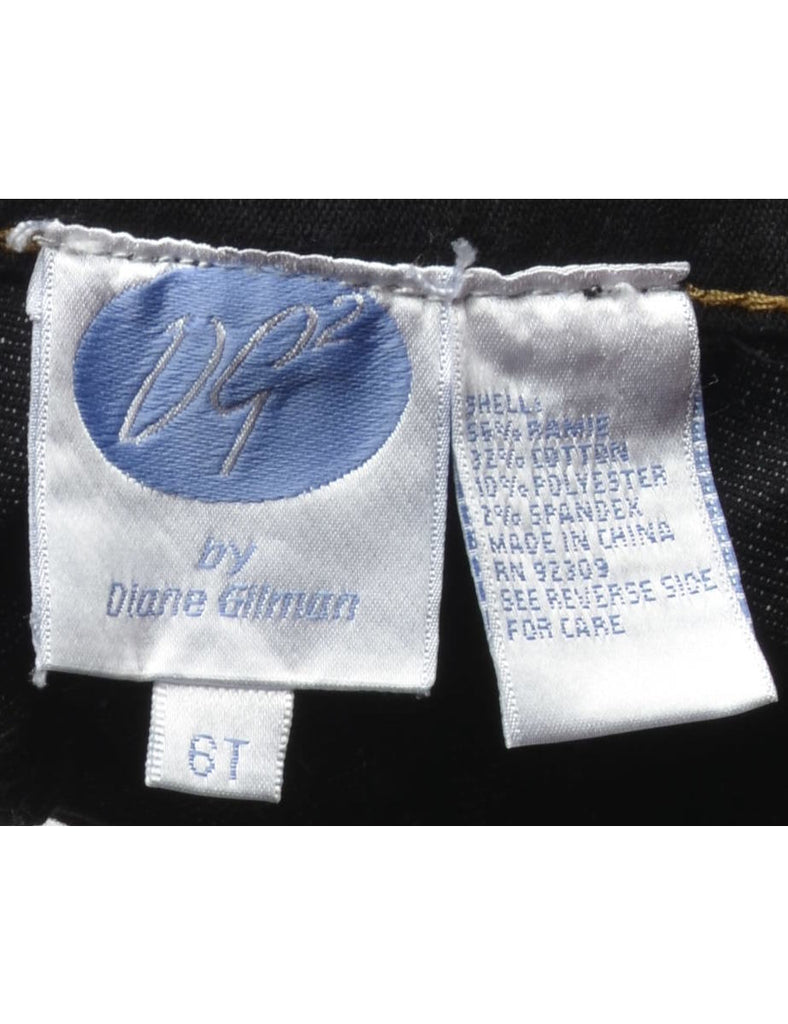 DG2
by
Diane Gilman
6T
SHELL:
56% RAMIE
32% COTTON
10% POLYESTER
2% SPANDEX
MADE IN CHINA
RN 92309
SEE REVERSE SIDE
FOR CARE